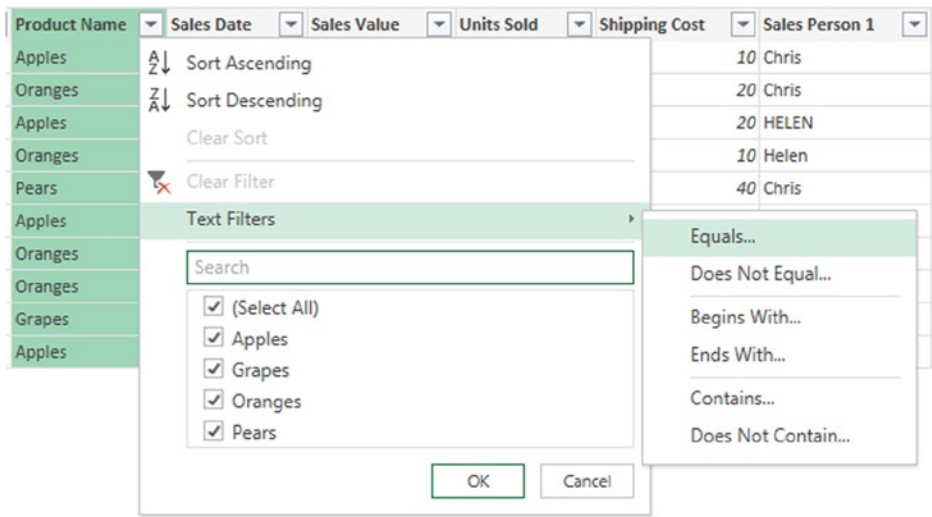 Product Name Sales Date Sales Value Units Sold Shipping Cost Sales Person 1
Apples 10 Chris
Oranges 20 Chris
Apples 20 HELEN
Oranges 10 Helen
Pears 40 Chris
Apples
Oranges
Oranges
Grapes
Apples
Sort Ascending
Sort Descending
Clear Sort
Clear Filter
Text Filters
Search
(Select All)
Apples
Grapes
Oranges
Pears
OK Cancel
Equals...
Does Not Equal...
Begins With...
Ends With...
Contains...
Does Not Contain...